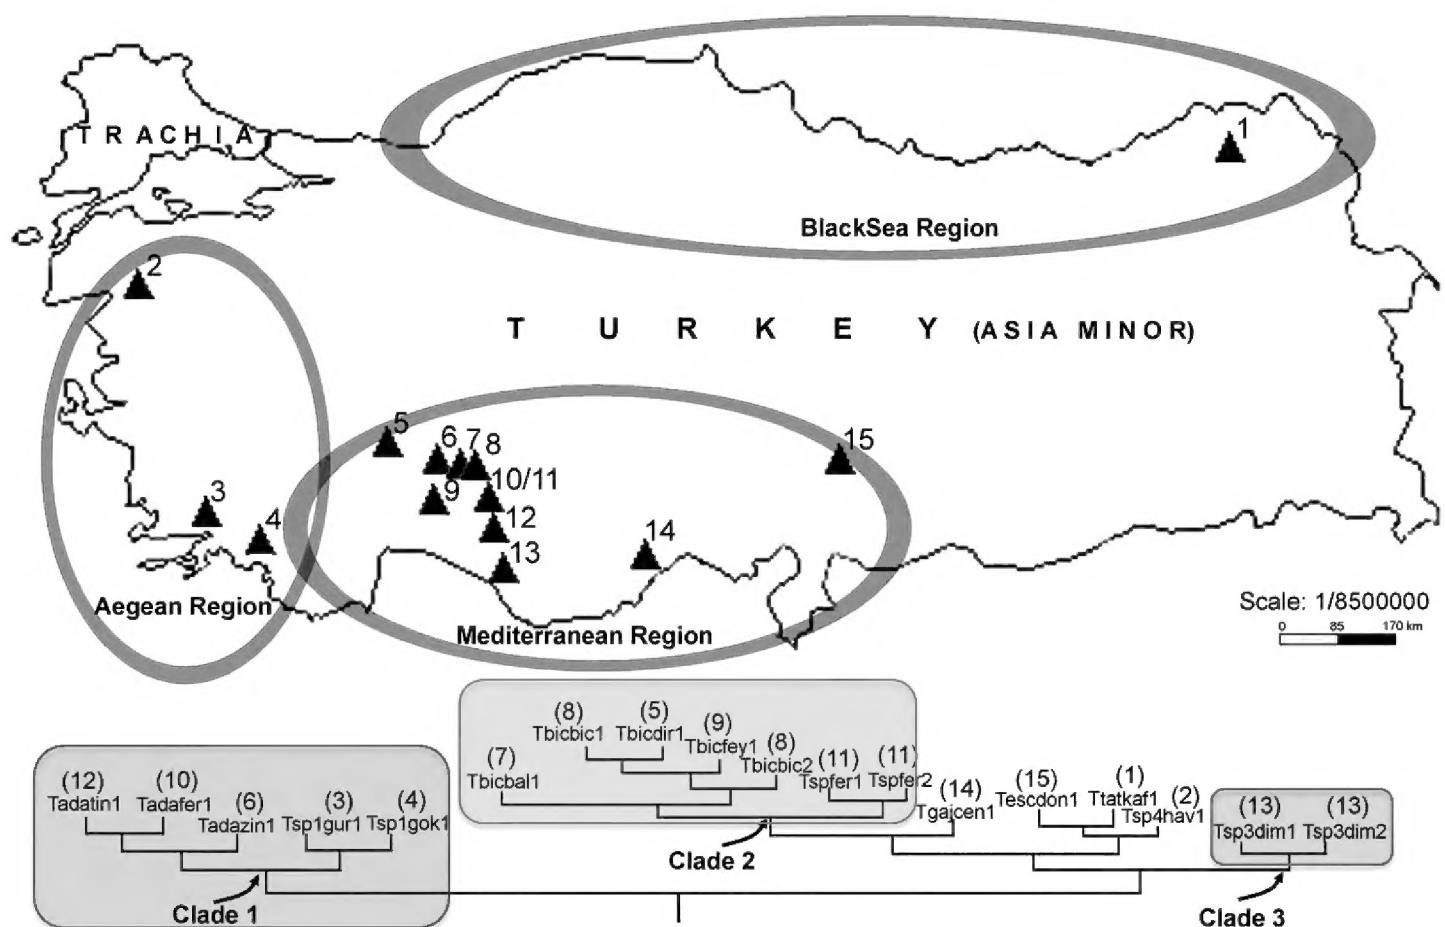 TRACHIA
1
BlackSea Region
2
T U R K E Y (ASIA MINOR)
5
6 7 8
15
10/11
9
3
12
4
13
14
Aegean Region
Mediterranean Region
Scale: 1/8500000
0 85 170 km
(8) (5) (9) (8)
Tbicbic1 Tbicdir1 Tbicfey1 Tbicbic2
(7) (11) (11)
Tbicbal1 Tspfer1 Tspfer2
(12) (10) (6) (3) (4)
Tadatin1 Tadafer1 Tadazin1 Tsp1gur1 Tsp1gok1
(14) (15) (1) (2)
Tgajcen1 Tescdon1 Ttatkaf1 Tsp4hav1
(13) (13)
Tsp3dim1 Tsp3dim2
Clade 2
Clade 1
Clade 3